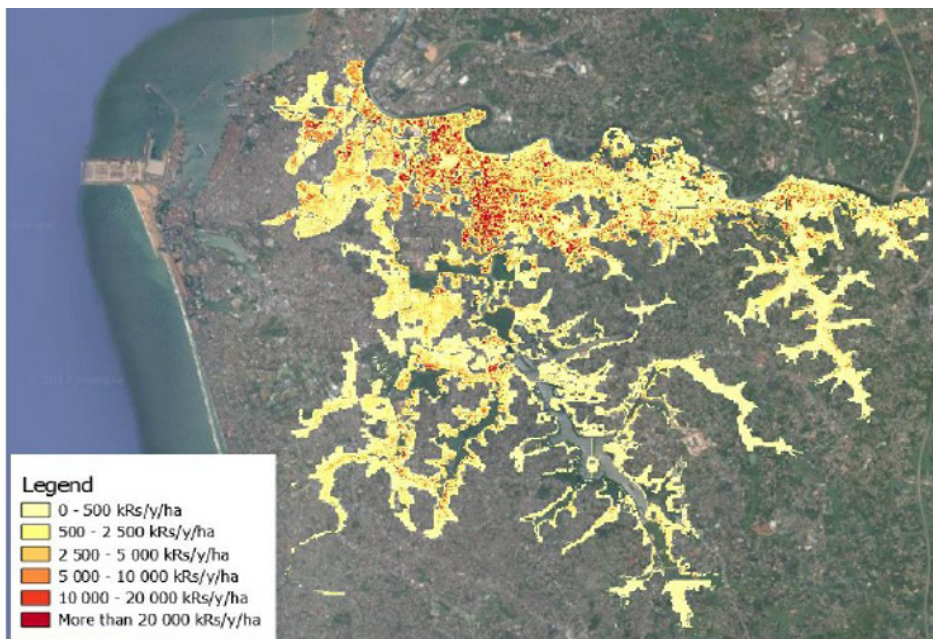 Legend
0 - 500 kRs/y/ha
500 - 2 500 kRs/y/ha
2 500 - 5 000 kRs/y/ha
5 000 - 10 000 kRs/y/ha
10 000 - 20 000 kRs/y/ha
More than 20 000 kRs/y/ha